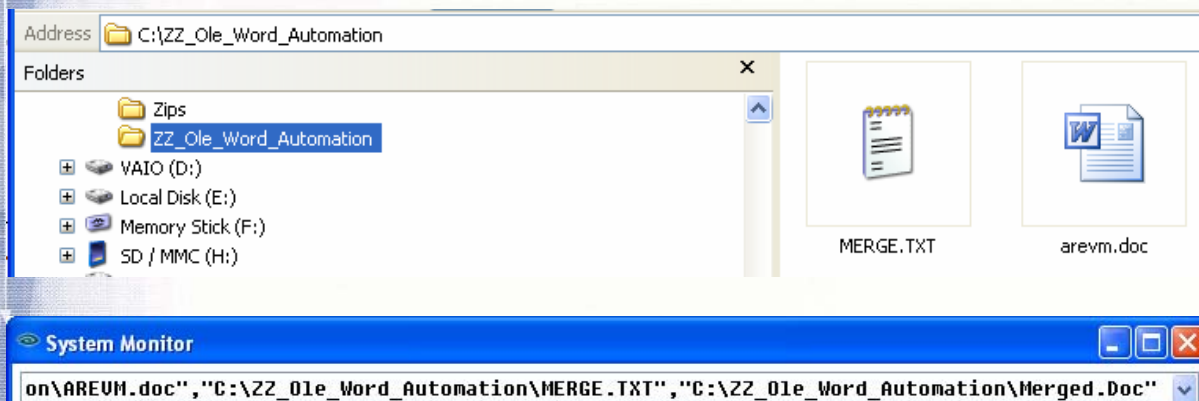 Address C:\ZZ_Ole_Word_Automation
Folders
Zips
ZZ_Ole_Word_Automation
VAIO (D:)
Local Disk (E:)
Memory Stick (F:)
SD / MMC (H:)
MERGE.TXT
arevm.doc
System Monitor
on\AREVM.doc","C:\ZZ_Ole_Word_Automation\MERGE.TXT","C:\ZZ_Ole_Word_Automation\Merged.Doc"